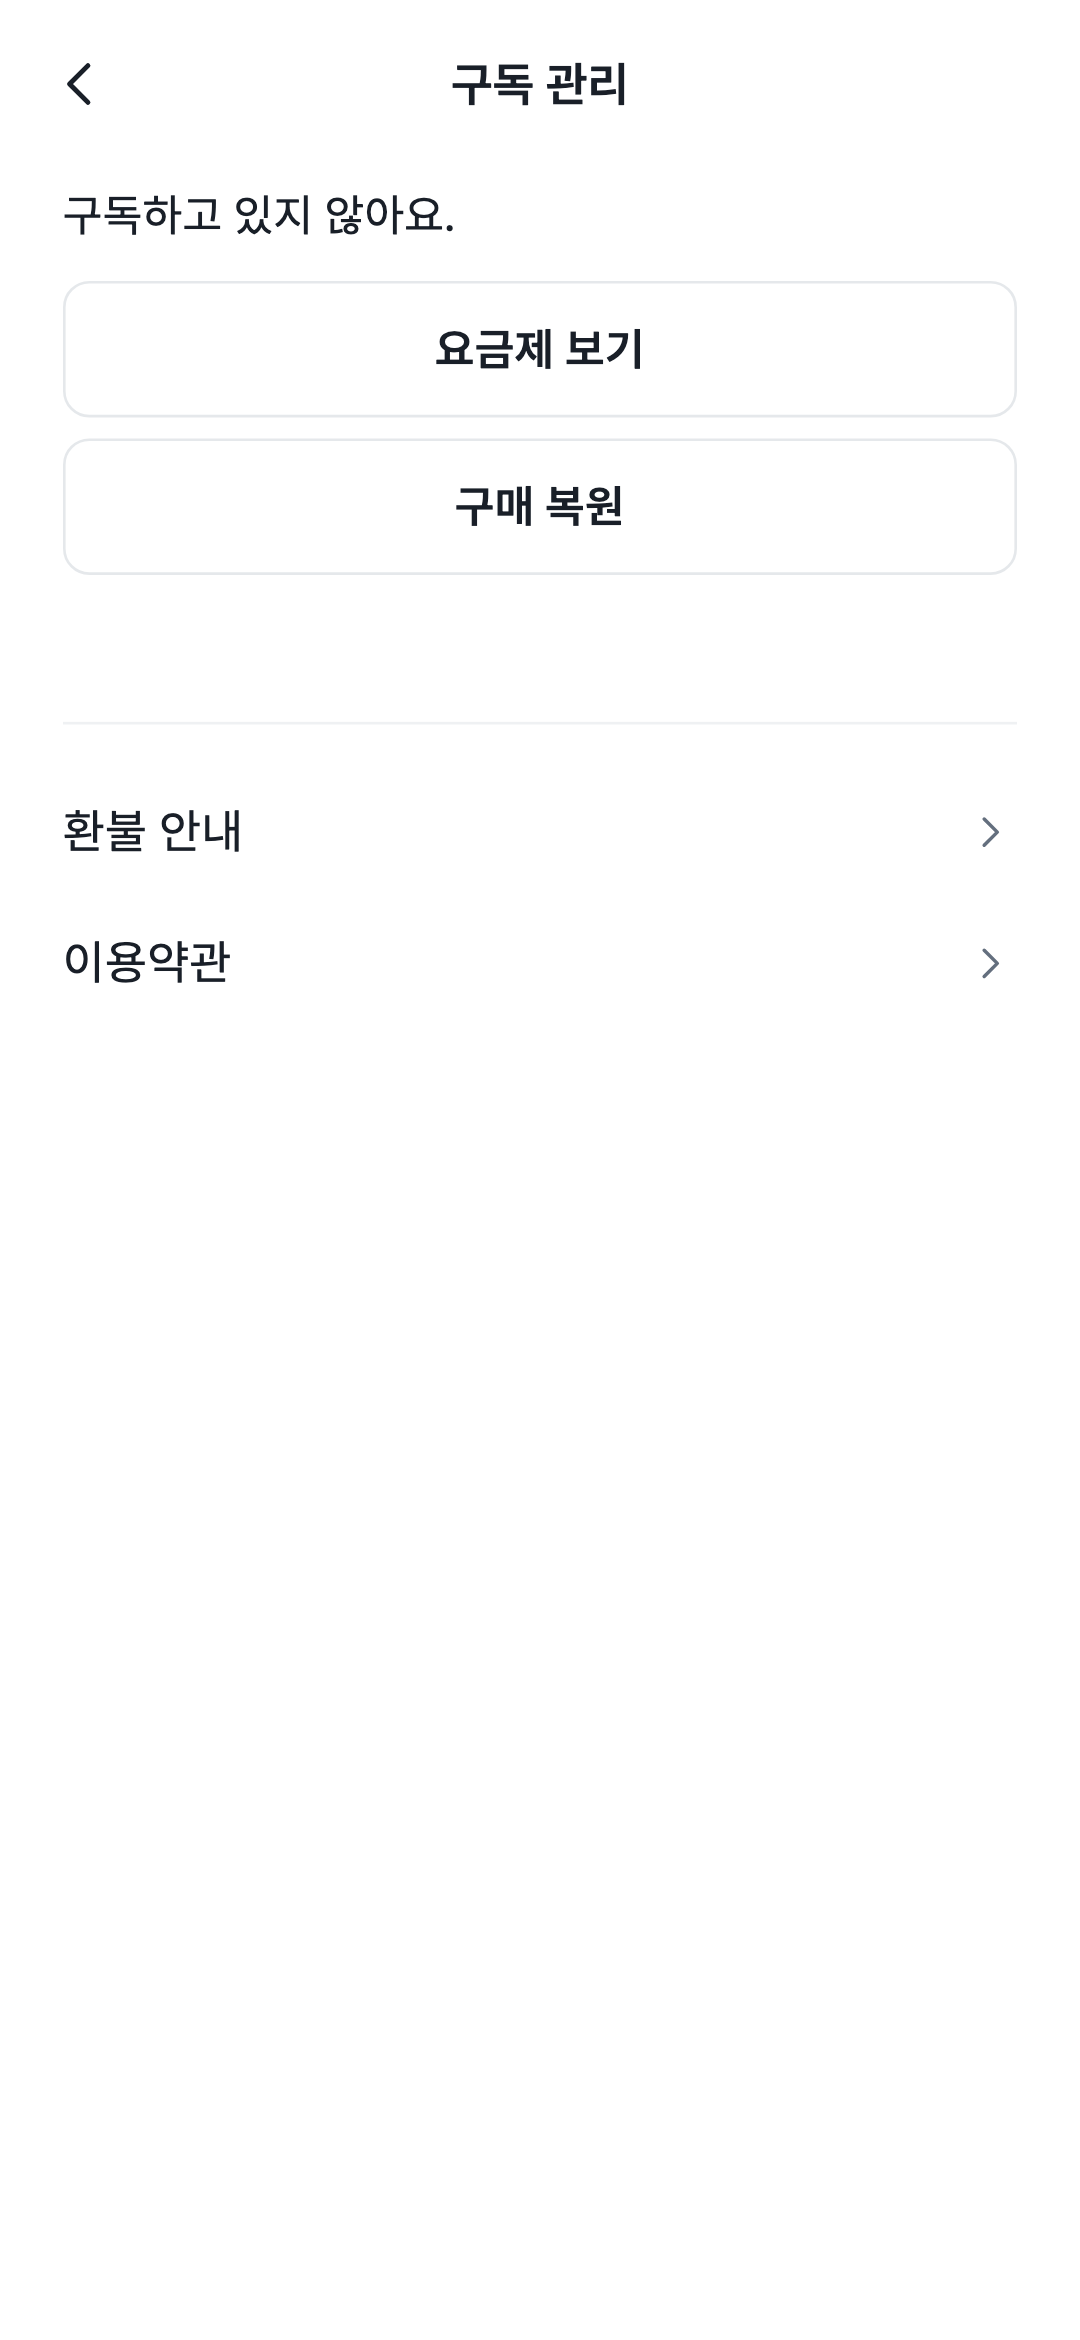 구독 관리
구독하고 있지 않아요.
요금제 보기
구매 복원
환불 안내
이용약관